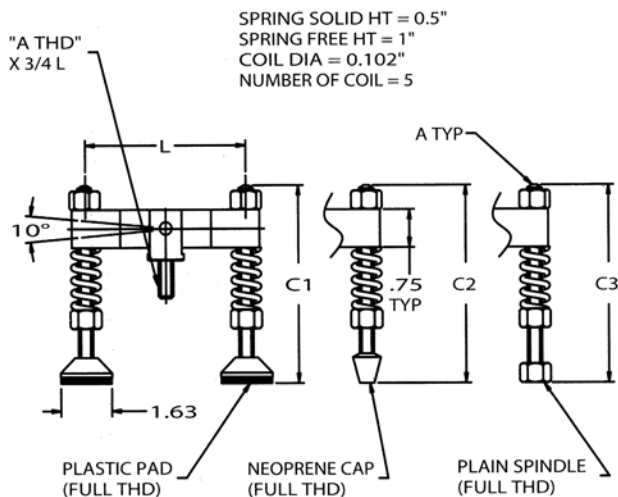 SPRING SOLID HT = 0.5"
SPRING FREE HT = 1"
COIL DIA = 0.102"
NUMBER OF COIL = 5
"A THD"
X 3/4 L
A TYP
L
10°
C1
.75
TYP
C2
C3
1.63
PLASTIC PAD
(FULL THD)
NEOPRENE CAP
(FULL THD)
PLAIN SPINDLE
(FULL THD)